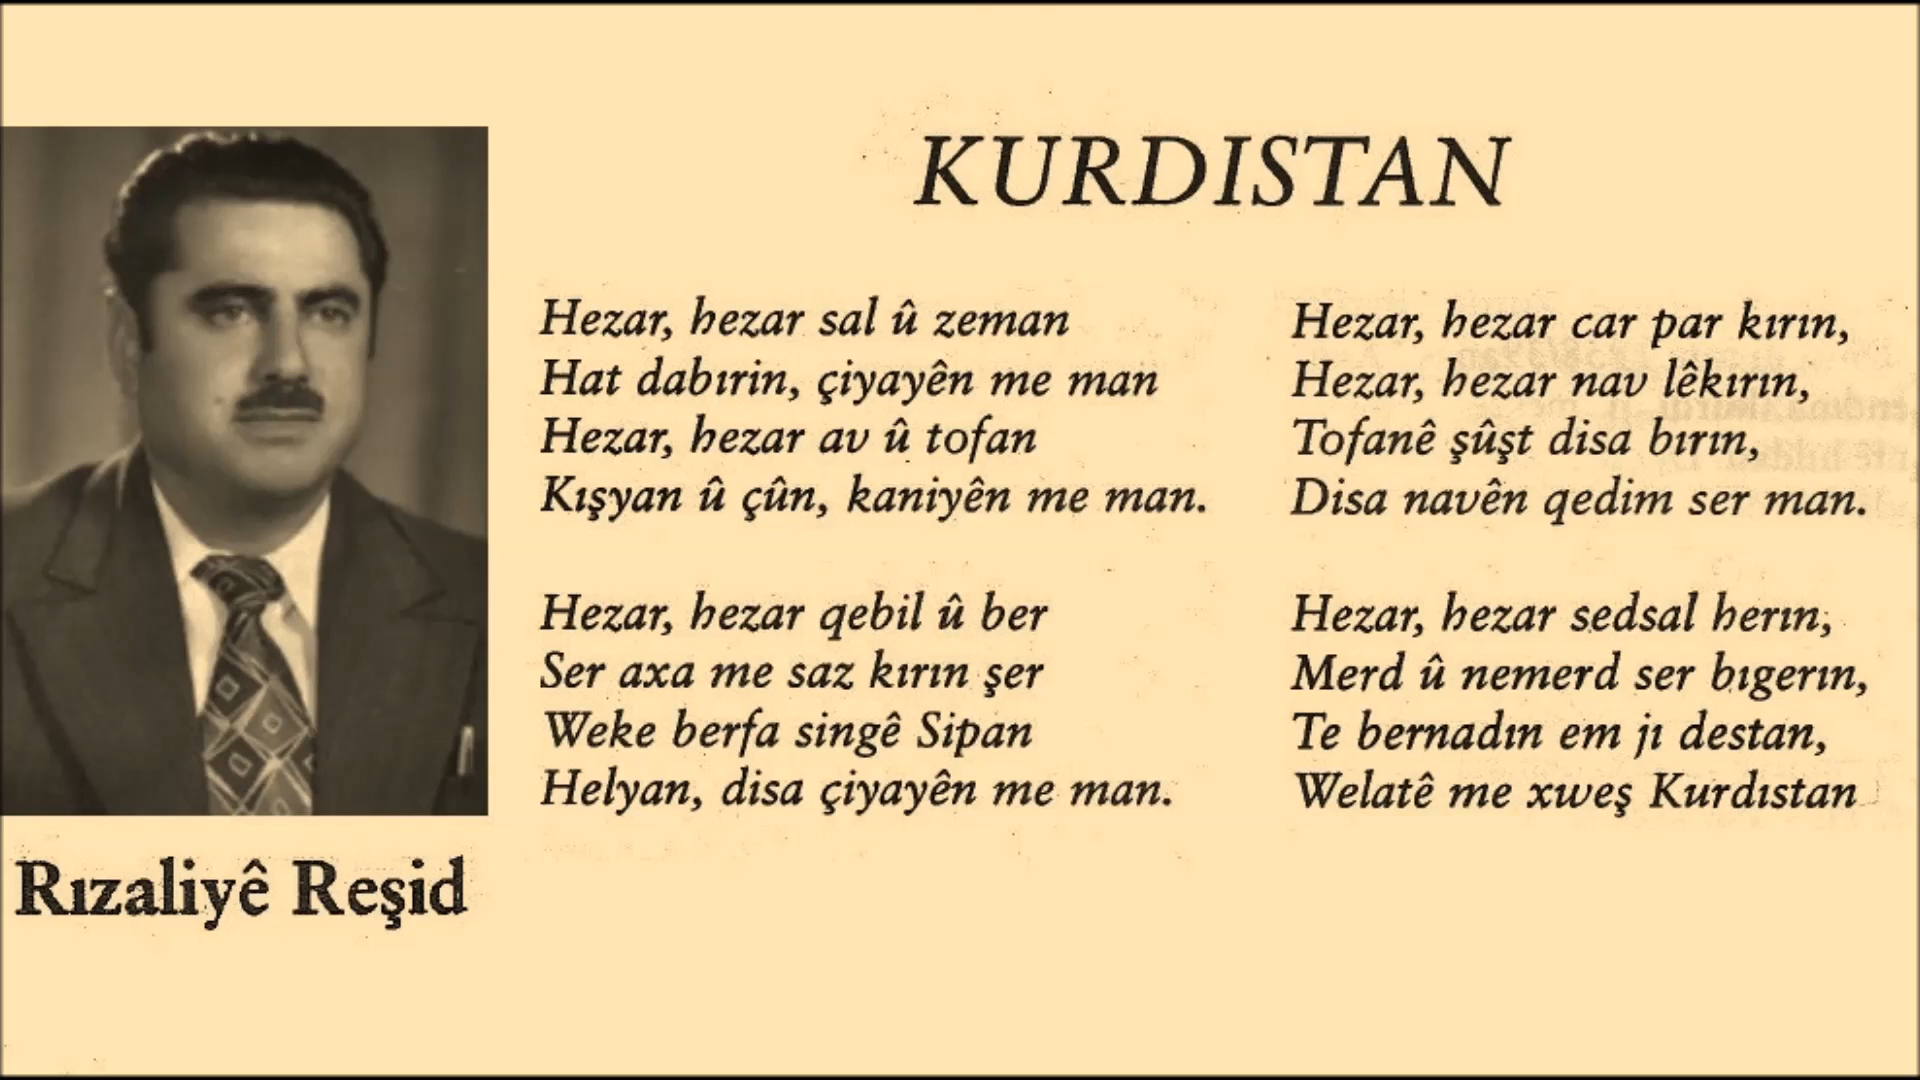 KURDISTAN
Hezar, hezar sal û zeman
Hat dabırin, çiyayên me man
Hezar, hezar av û tofan
Kışyan û çûn, kaniyên me man.
Hezar, hezar qebil û ber
Ser axa me saz kırın şer
Weke berfa singê Sipan
Helyan, disa çiyayên me man.
Hezar, hezar car par kırın,
Hezar, hezar nav lêkırın,
Tofanê şûşt disa bırın,
Disa navên qedim ser man.
Hezar, hezar sedsal herın,
Merd û nemerd ser bıgerın,
Te bernadın em jı destan,
Welatê me xweş Kurdıstan
Rızaliyê Reşid